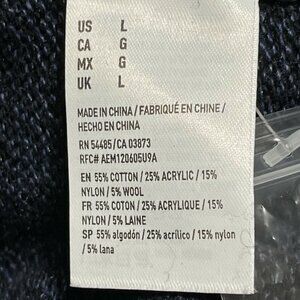 US L
CA G
MX G
UK L
MADE IN CHINA / FABRIQUÉ EN CHINE /
HECHO EN CHINA
RN 54485/CA 03873
RFC# AEM120605U9A
EN 55% COTTON / 25% ACRYLIC / 15%
NYLON / 5% WOOL
FR 55% COTON / 25% ACRYLIQUE / 15%
NYLON / 5% LAINE
SP 55% algodón / 25% acrílico / 15% nylon
/ 5% lana